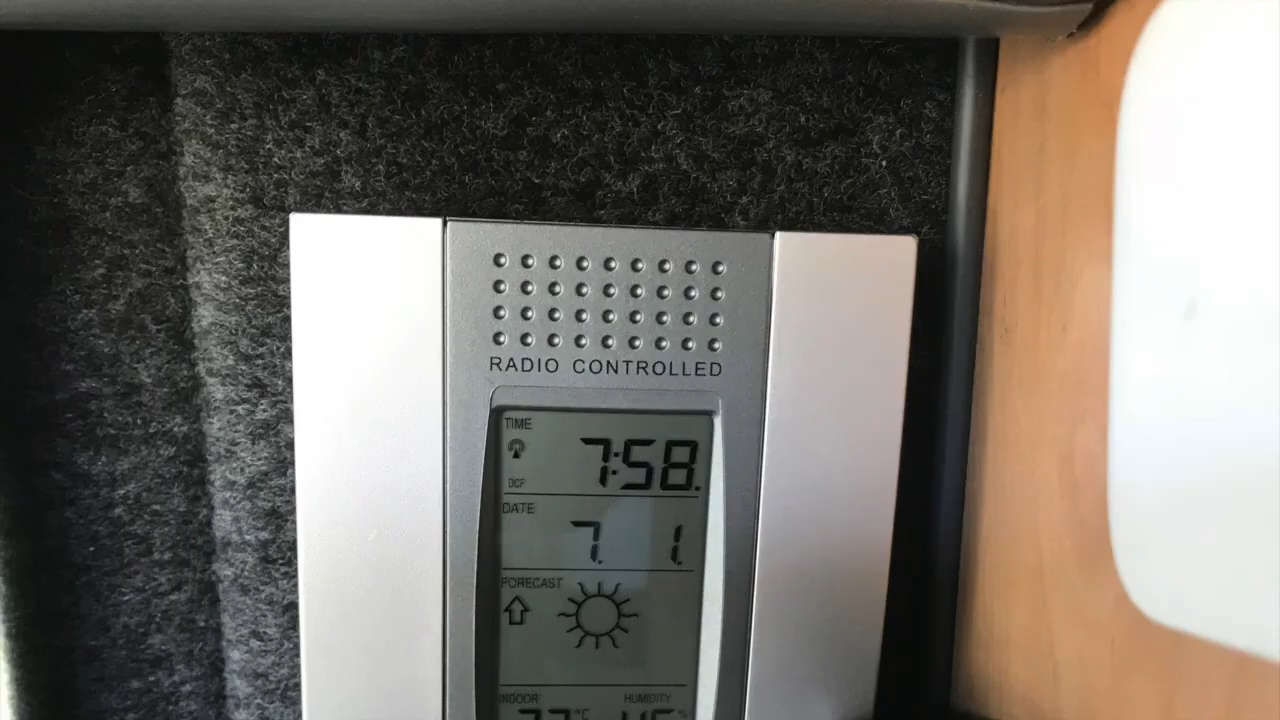 RADIO CONTROLLED
TIME
7:58.
DCF
DATE
7. 1.
FORECAST
INDOOR HUMIDITY
°C %